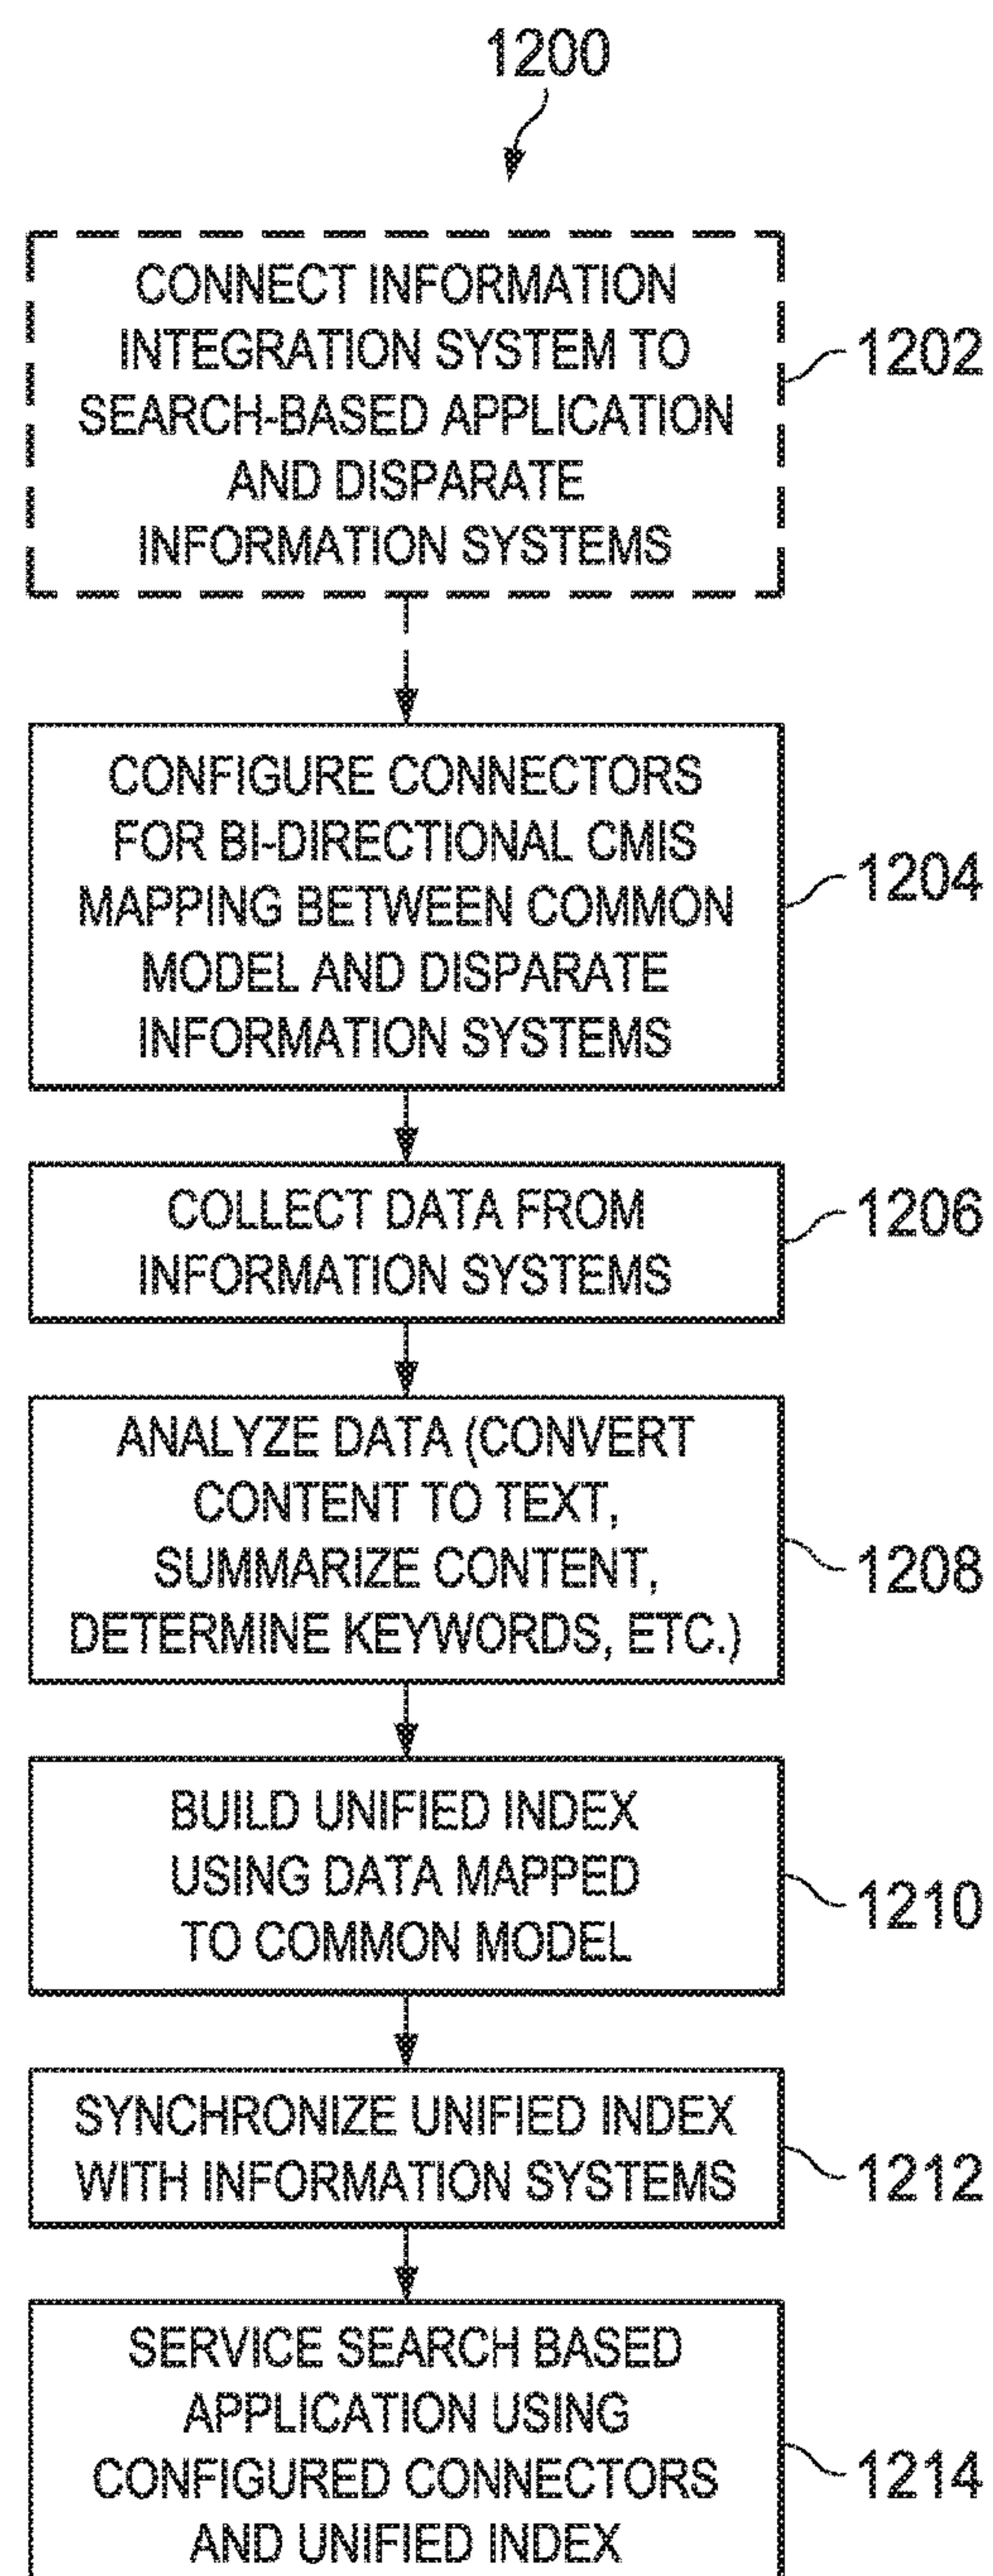 1200
CONNECT INFORMATION
INTEGRATION SYSTEM TO
SEARCH-BASED APPLICATION
AND DISPARATE
INFORMATION SYSTEMS
1202
CONFIGURE CONNECTORS
FOR BI-DIRECTIONAL CMIS
MAPPING BETWEEN COMMON
MODEL AND DISPARATE
INFORMATION SYSTEMS
1204
COLLECT DATA FROM
INFORMATION SYSTEMS
1206
ANALYZE DATA (CONVERT
CONTENT TO TEXT,
SUMMARIZE CONTENT,
DETERMINE KEYWORDS, ETC.)
1208
BUILD UNIFIED INDEX
USING DATA MAPPED
TO COMMON MODEL
1210
SYNCHRONIZE UNIFIED INDEX
WITH INFORMATION SYSTEMS
1212
SERVICE SEARCH BASED
APPLICATION USING
CONFIGURED CONNECTORS
AND UNIFIED INDEX
1214